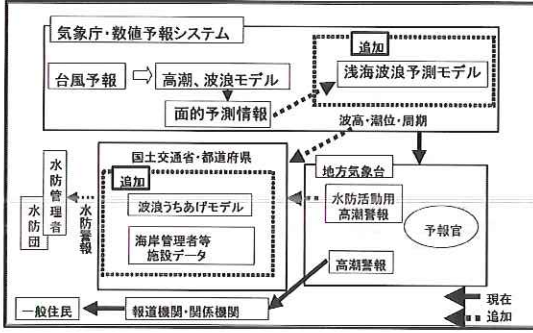 気象庁・数値予報システム
追加
台風予報
高潮、波浪モデル
浅海波浪予測モデル
面的予測情報
波高・潮位・周期
国土交通省・都道府県
地方気象台
追加
水防活動用
高潮警報
予報官
波浪うちあげモデル
海岸管理者等
施設データ
水防警報
水防管理者
水防団
高潮警報
一般住民
報道機関・関係機関
現在
追加